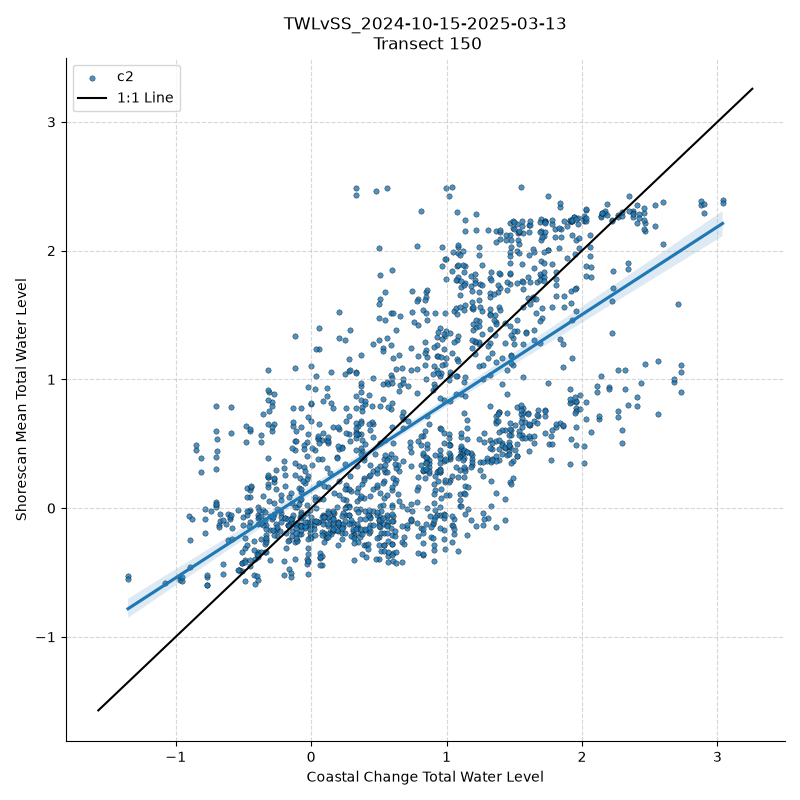 TWLvSS_2024-10-15-2025-03-13
Transect 150
c2
1:1 Line
3
2
1
0
−1
Shorescan Mean Total Water Level
−1
0
1
2
3
Coastal Change Total Water Level